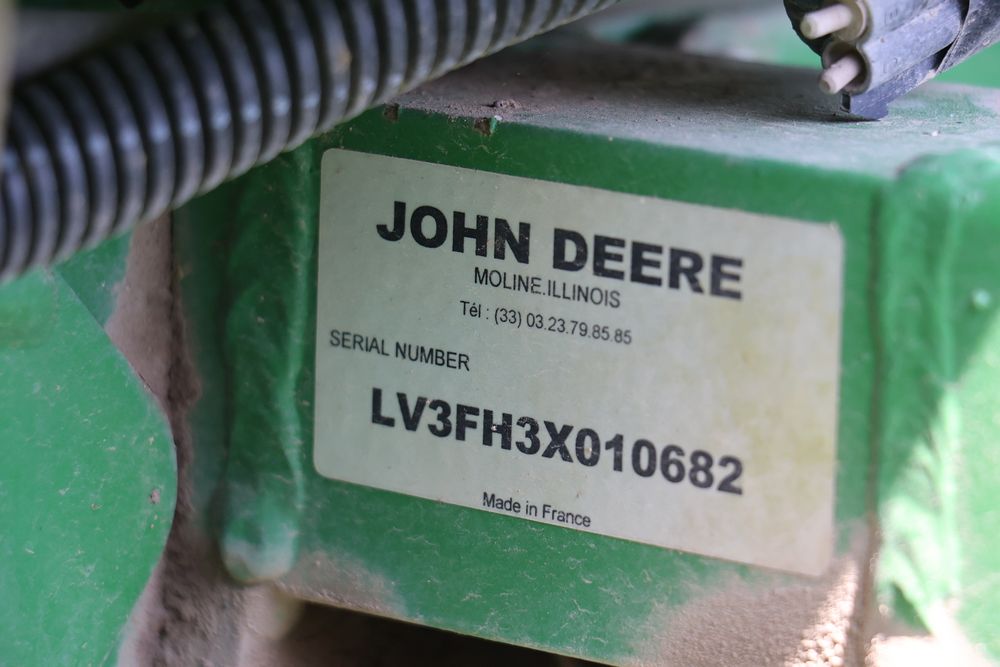 JOHN DEERE
MOLINE.ILLINOIS
Tél : (33) 03.23.79.85.85
SERIAL NUMBER
LV3FH3X010682
Made in France